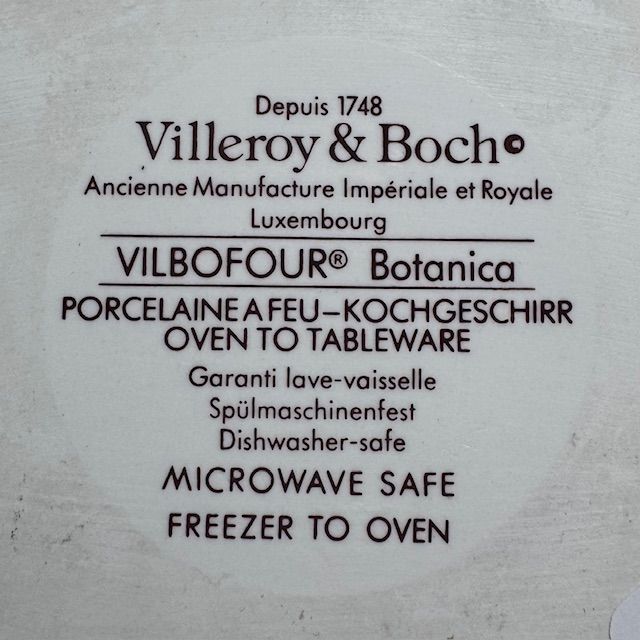 Depuis 1748
Villeroy & Boch©
Ancienne Manufacture Impériale et Royale
Luxembourg
VILBOFOUR® Botanica
PORCELAINE A FEU–KOCHGESCHIRR
OVEN TO TABLEWARE
Garanti lave-vaisselle
Spülmaschinenfest
Dishwasher-safe
MICROWAVE SAFE
FREEZER TO OVEN